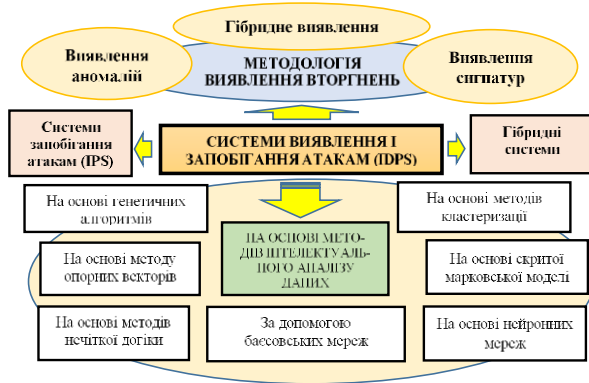 Гібридне виявлення
Виявлення
аномалій
МЕТОДОЛОГІЯ
ВИЯВЛЕННЯ ВТОРГНЕНЬ
Виявлення
сигнатур
Системи
запобігання
атакам (IPS)
СИСТЕМИ ВИЯВЛЕННЯ І
ЗАПОБІГАННЯ АТАКАМ (IDPS)
Гібридні
системи
На основі генетичних
алгоритмів
На основі методів
кластеризації
НА ОСНОВІ МЕТО-
ДІВ ІНТЕЛЕКТУАЛЬ-
НОГО АНАЛІЗУ
ДАНИХ
На основі методу
опорних векторів
На основі скритої
марковської моделі
На основі методів
нечіткої догіки
За допомогою
баєсовських мереж
На основі нейронних
мереж